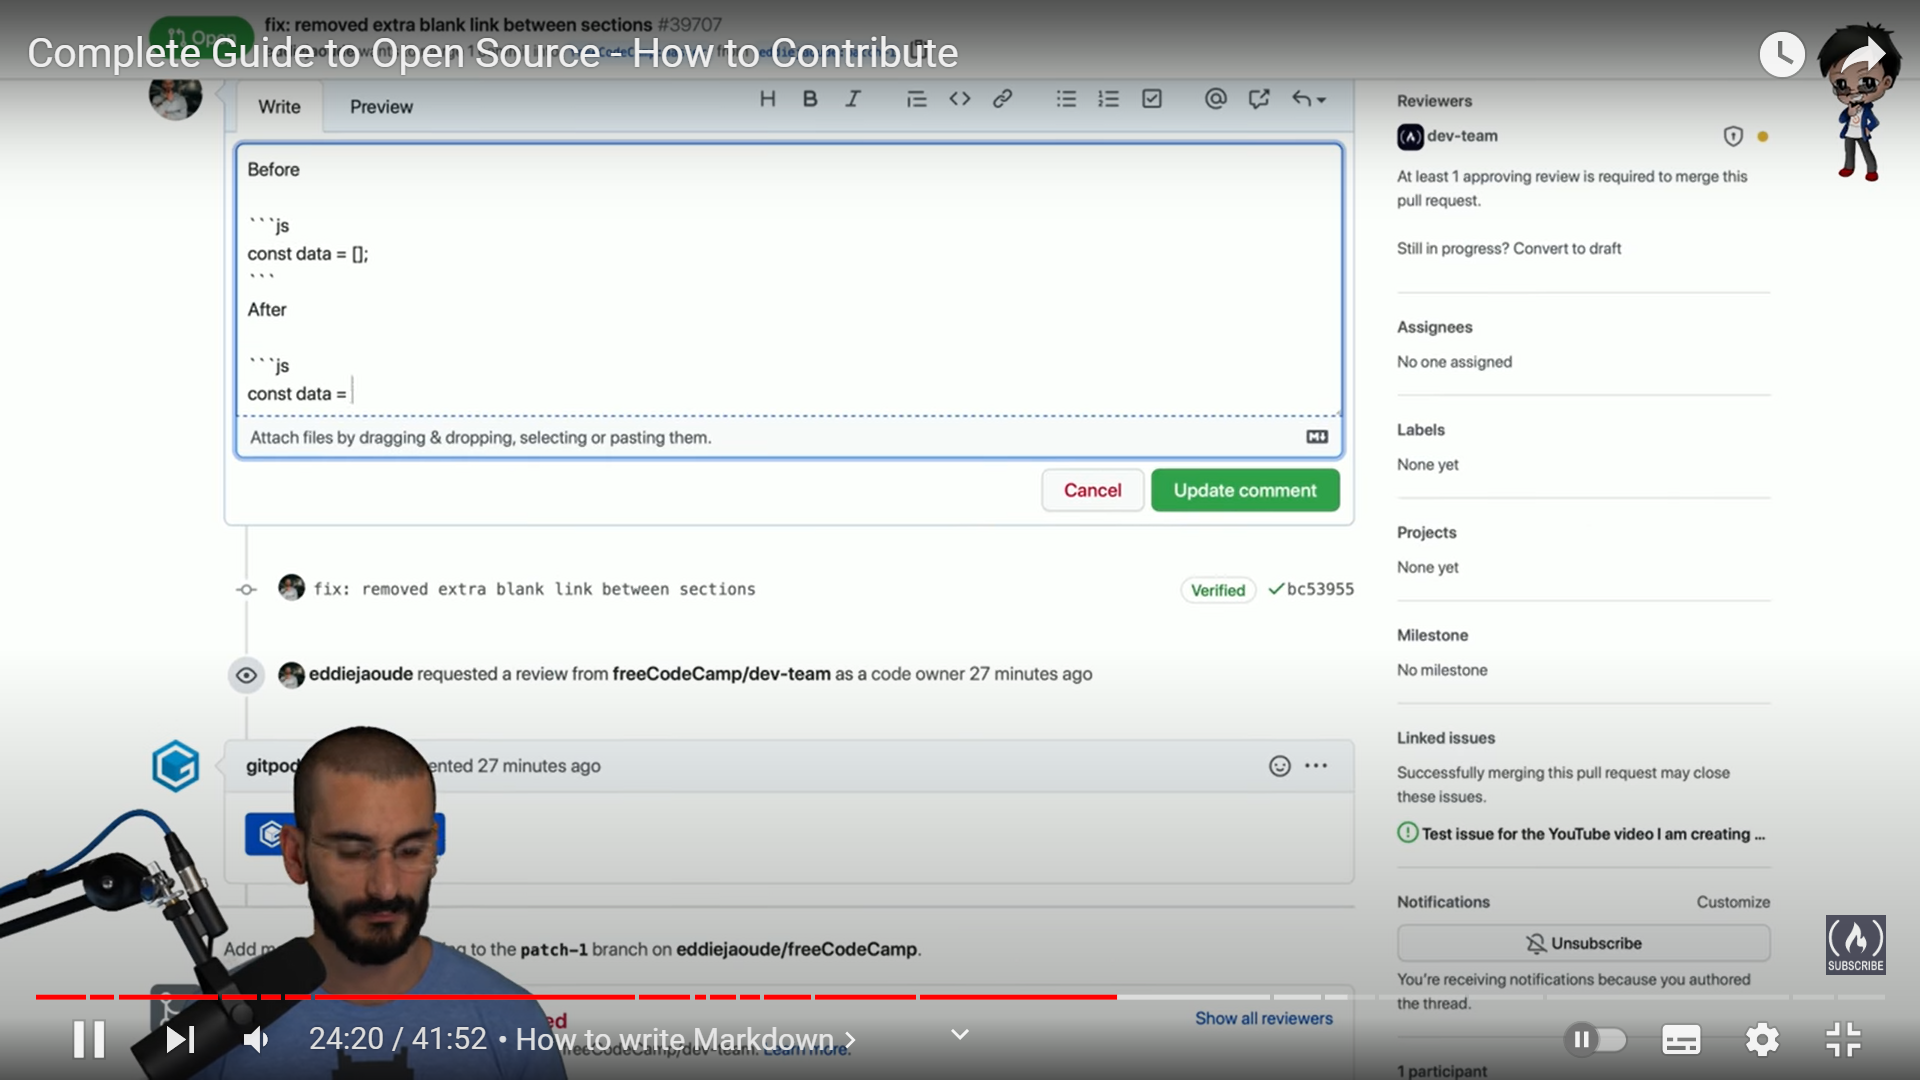 fix: removed extra blank link between sections #39707
Open
Complete Guide to Open Source - How to Contribute
Write
Preview
Before
```js
const data = [];
```
After
```js
const data =
Attach files by dragging & dropping, selecting or pasting them.
Cancel
Update comment
fix: removed extra blank link between sections
Verified
bc53955
eddiejaoude requested a review from freeCodeCamp/dev-team as a code owner 27 minutes ago
gitpod
27 minutes ago
Add
to the patch-1 branch on eddiejaoude/freeCodeCamp.
Show all reviewers
freeCodeCamp/dev-team. Learn more.
24:20 / 41:52 • How to write Markdown
Reviewers
dev-team
At least 1 approving review is required to merge this
pull request.
Still in progress? Convert to draft
Assignees
No one assigned
Labels
None yet
Projects
None yet
Milestone
No milestone
Linked issues
Successfully merging this pull request may close
these issues.
Test issue for the YouTube video I am creating ...
Notifications
Customize
Unsubscribe
You're receiving notifications because you authored
the thread.
1 participant
SUBSCRIBE